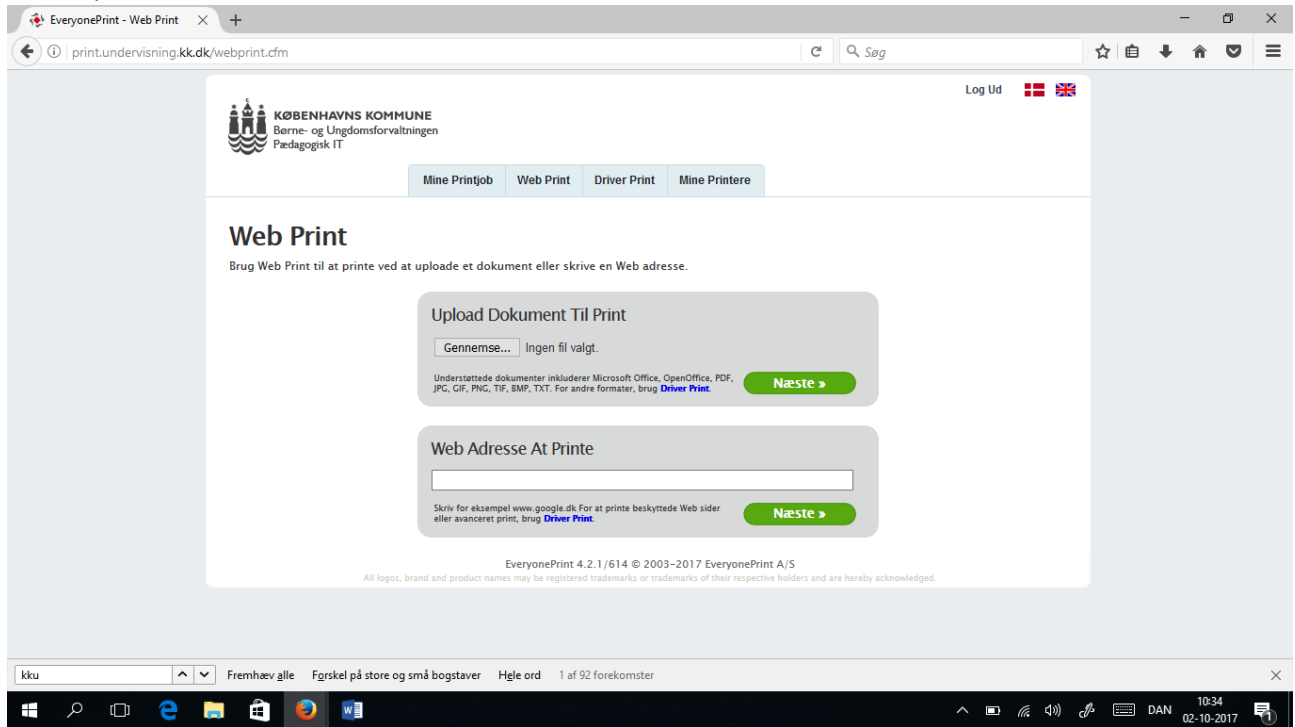 EveryonePrint - Web Print
print.undervisning.kk.dk/webprint.cfm
Søg
Log Ud
KØBENHAVNS KOMMUNE
Børne- og Ungdomsforvaltningen
Pædagogisk IT
Mine Printjob Web Print Driver Print Mine Printere
Web Print
Brug Web Print til at printe ved at uploade et dokument eller skrive en Web adresse.
Upload Dokument Til Print
Gennemse... Ingen fil valgt.
Understøttede dokumenter inkluderer Microsoft Office, OpenOffice, PDF,
JPG, GIF, PNG, TIF, BMP, TXT. For andre formater, brug Driver Print.
Næste »
Web Adresse At Printe
Skriv for eksempel www.google.dk For at printe beskyttede Web sider
eller avanceret print, brug Driver Print.
Næste »
EveryonePrint 4.2.1/614 © 2003-2017 EveryonePrint A/S
All logos, brand and product names may be registered trademarks or trademarks of their respective holders and are hereby acknowledged.
kku Fremhæv alle Forskel på store og små bogstaver Hele ord 1 af 92 forekomster
DAN
10:34
02-10-2017
1